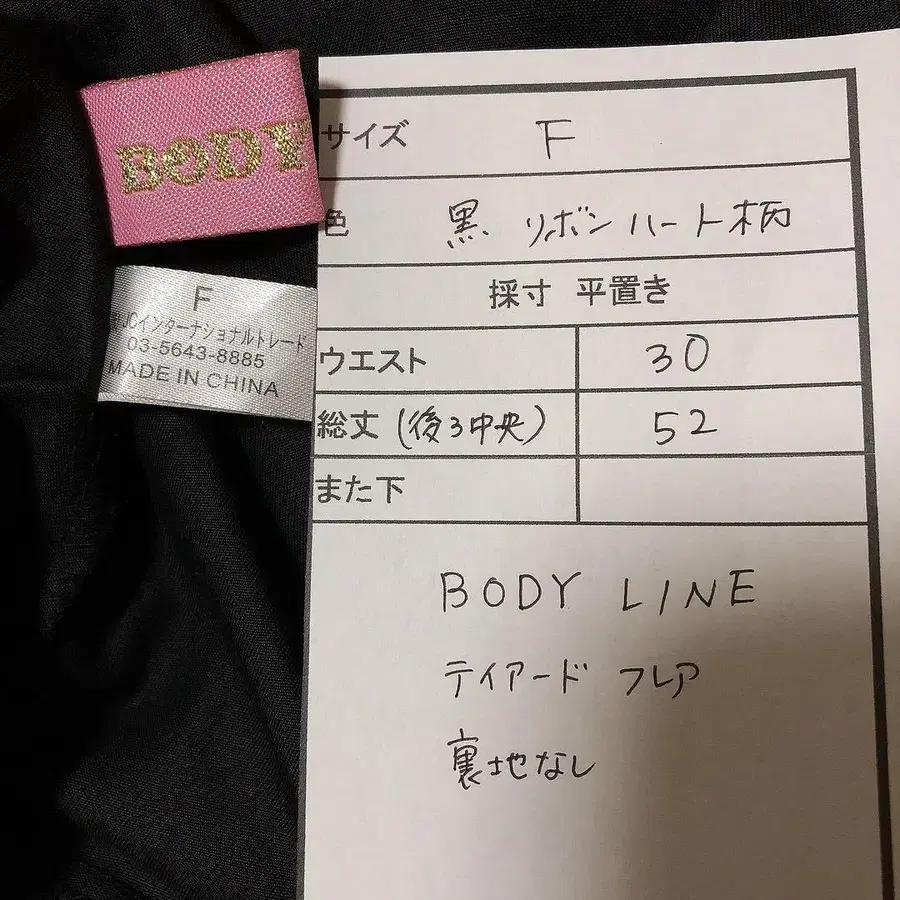 BODY
F
JCインターナショナルトレード
03-5643-8885
MADE IN CHINA
サイズ F
色 黒 リボンハート柄
採寸 平置き
ウエスト 30
総丈 (後ろ中央) 52
また下
BODY LINE
ティアード フレア
裏地なし